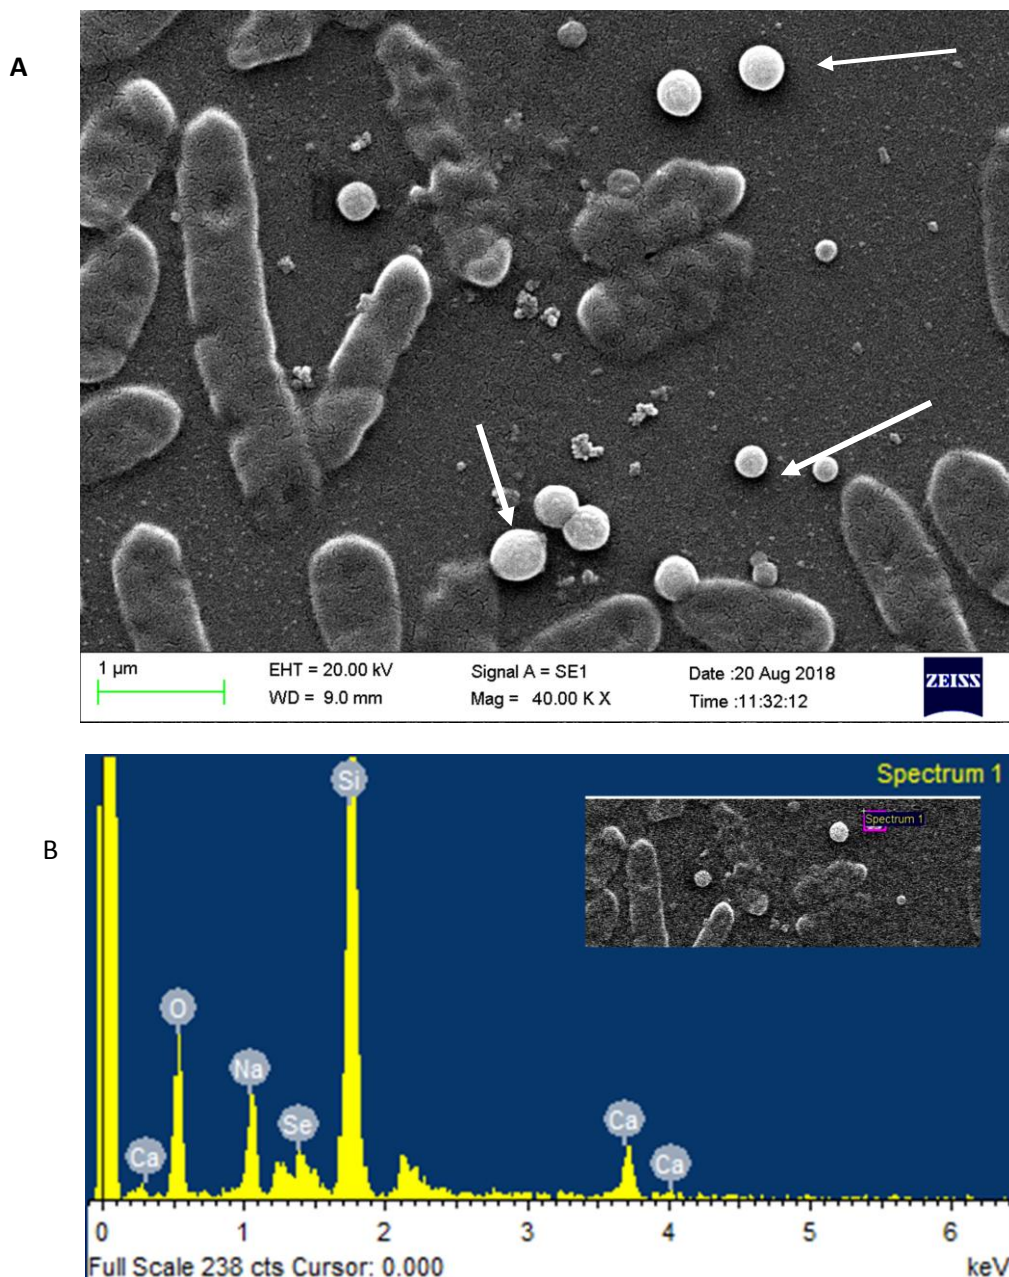 A
1 µm
EHT = 20.00 kV
WD = 9.0 mm
Signal A = SE1
Mag = 40.00 K X
Date :20 Aug 2018
Time :11:32:12
ZEISS
B
Spectrum 1
Spectrum 1
Si
O
Na
Se
Ca
Ca
Ca
0 1 2 3 4 5 6
Full Scale 238 cts Cursor: 0.000 keV